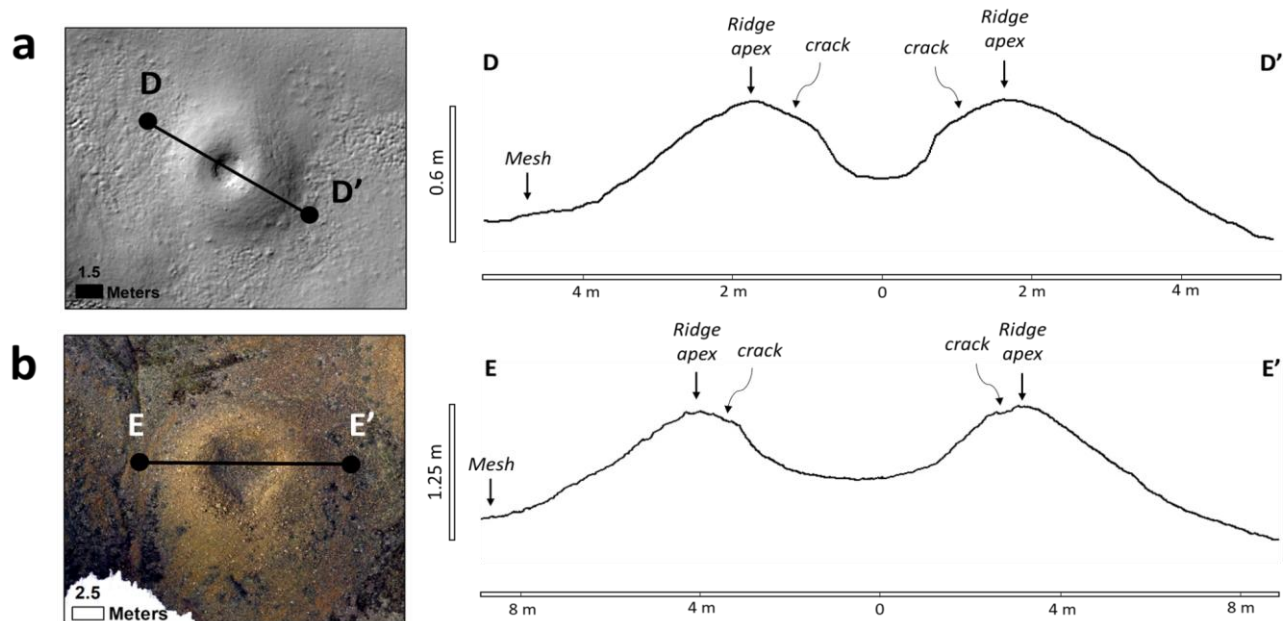 a
D
D'
1.5
Meters
D
D'
Ridge
apex
crack
crack
Ridge
apex
Mesh
0.6 m
4 m
2 m
0
2 m
4 m
b
E
E'
2.5
Meters
E
E'
Ridge
apex
crack
crack
Ridge
apex
Mesh
1.25 m
8 m
4 m
0
4 m
8 m